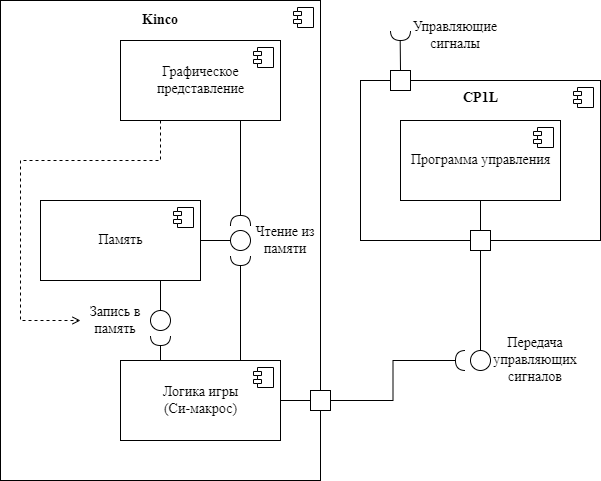 Kinco
Графическое
представление
Память
Чтение из
памяти
Запись в
память
Логика игры
(Си-макрос)
Управляющие
сигналы
CP1L
Программа управления
Передача
управляющих
сигналов